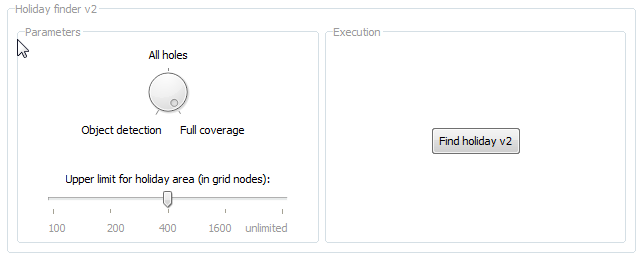 Holiday finder v2
Parameters
Execution
All holes
Object detection
Full coverage
Find holiday v2
Upper limit for holiday area (in grid nodes):
100 200 400 1600 unlimited